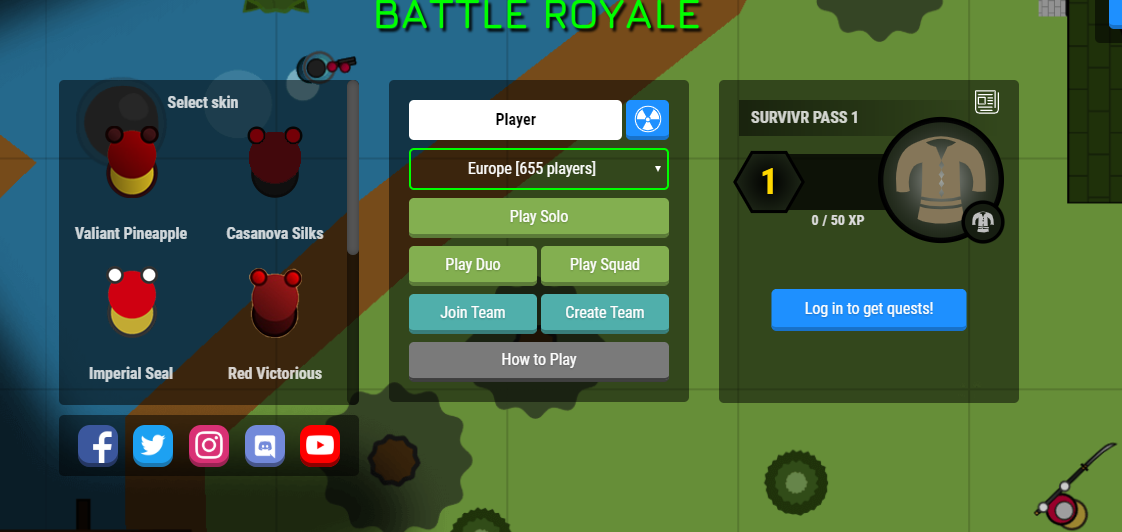 BATTLE ROYALE
Select skin
Valiant Pineapple
Casanova Silks
Imperial Seal
Red Victorious
Player
Europe [655 players]
Play Solo
Play Duo
Play Squad
Join Team
Create Team
How to Play
SURVIVR PASS 1
1
0 / 50 XP
Log in to get quests!